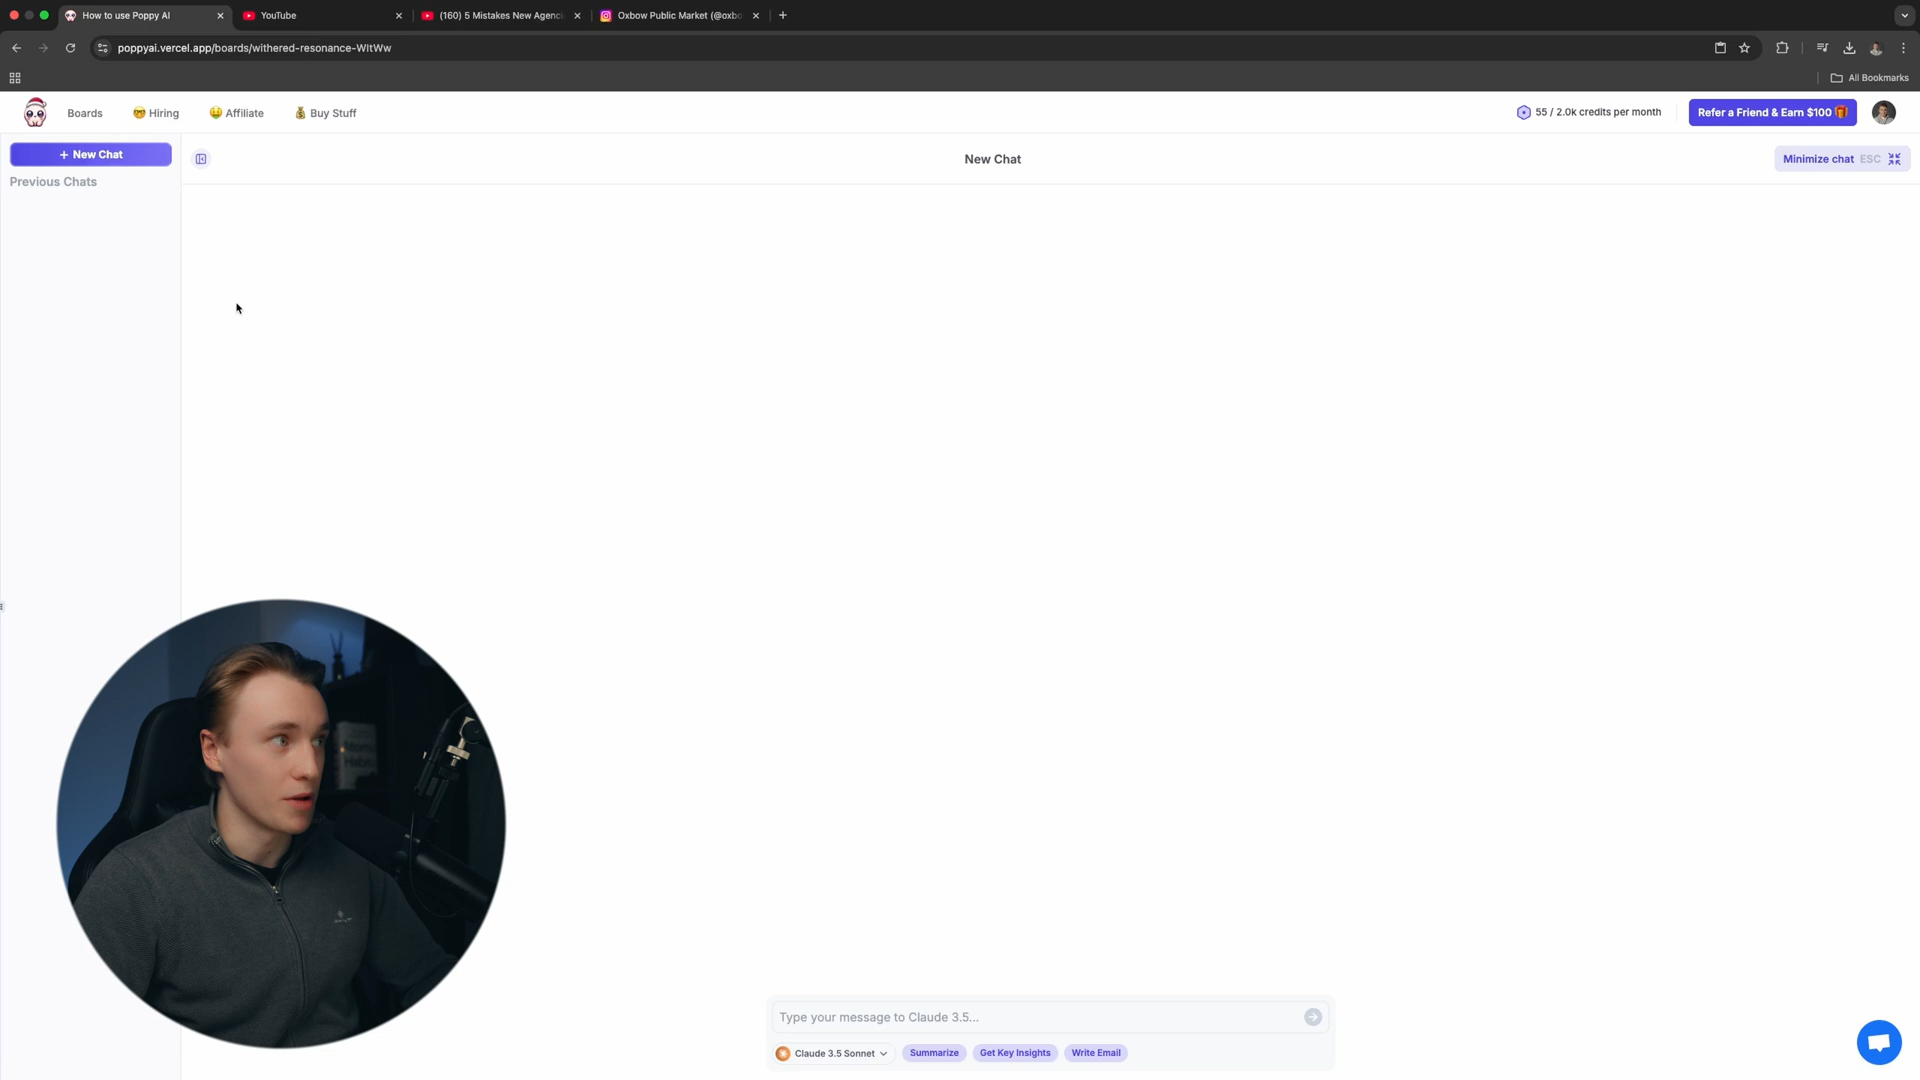 How to use Poppy AI
YouTube
(160) 5 Mistakes New Agenci
Oxbow Public Market (@oxbo
poppyai.vercel.app/boards/withered-resonance-WItWw
All Bookmarks
Boards
Hiring
Affiliate
Buy Stuff
55 / 2.0k credits per month
Refer a Friend & Earn $100
+ New Chat
New Chat
Minimize chat ESC
Previous Chats
Type your message to Claude 3.5...
Claude 3.5 Sonnet
Summarize
Get Key Insights
Write Email